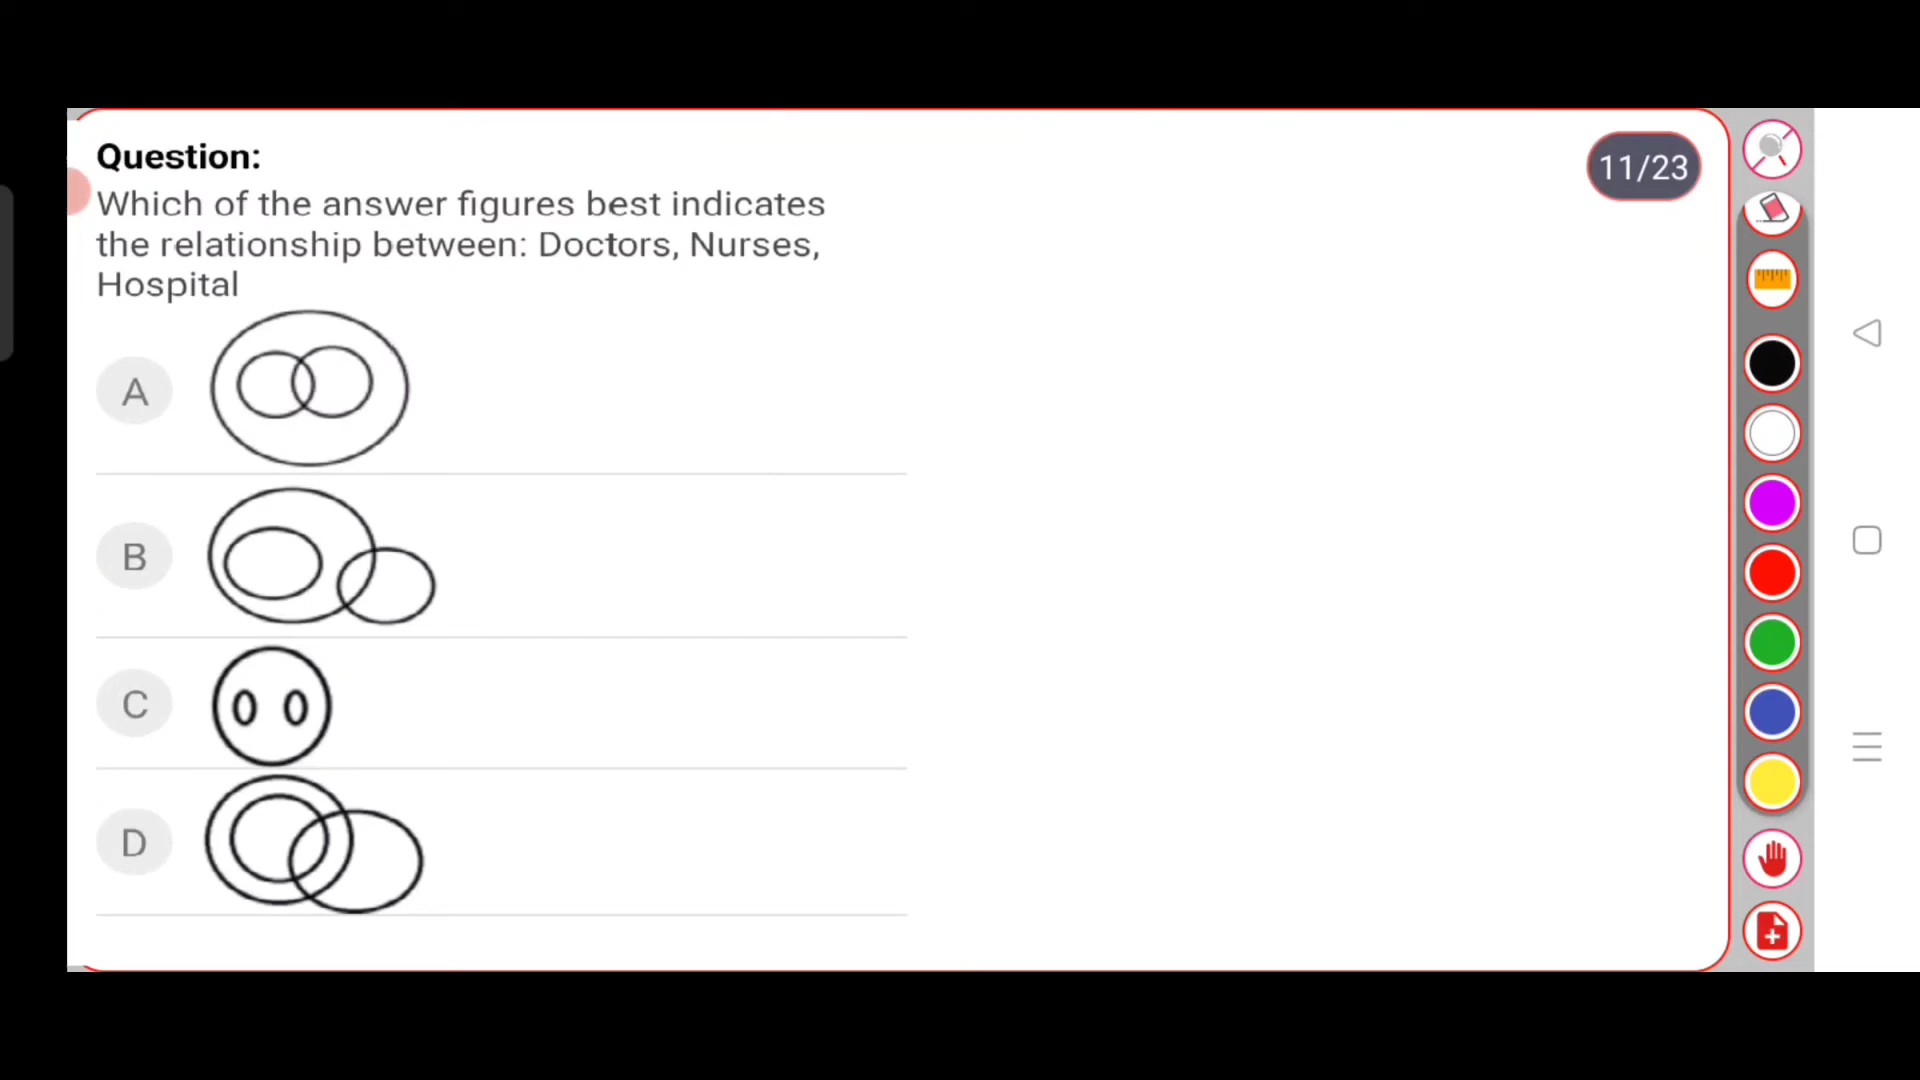 Question:
11/23
Which of the answer figures best indicates
the relationship between: Doctors, Nurses,
Hospital
A
B
C
D